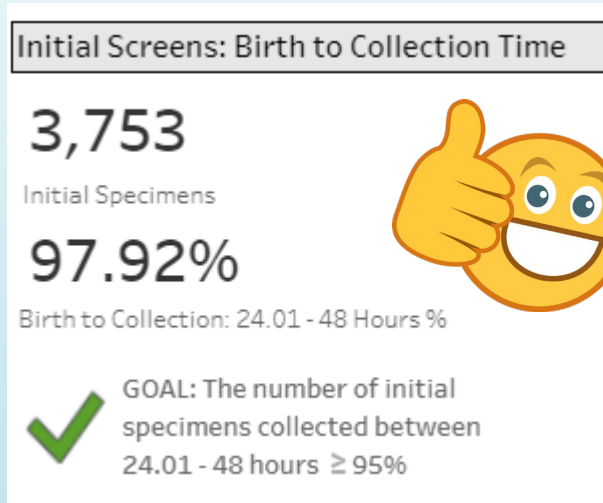 Initial Screens: Birth to Collection Time
3,753
Initial Specimens
97.92%
Birth to Collection: 24.01 - 48 Hours %
GOAL: The number of initial
specimens collected between
24.01 - 48 hours ≥ 95%